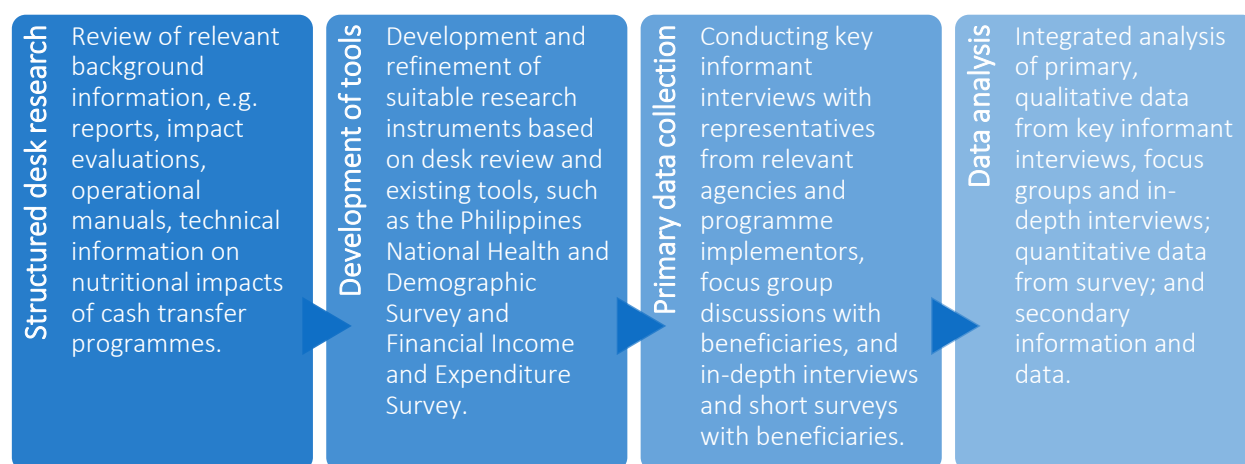 Structured desk research
Review of relevant
background
information, e.g.
reports, impact
evaluations,
operational
manuals, technical
information on
nutritional impacts
of cash transfer
programmes.
Development of tools
Development and
refinement of
suitable research
instruments based
on desk review and
existing tools, such
as the Philippines
National Health and
Demographic
Survey and
Financial Income
and Expenditure
Survey.
Primary data collection
Conducting key
informant
interviews with
representatives
from relevant
agencies and
programme
implementors,
focus group
discussions with
beneficiaries, and
in-depth interviews
and short surveys
with beneficiaries.
Data analysis
Integrated analysis
of primary,
qualitative data
from key informant
interviews, focus
groups and in-
depth interviews;
quantitative data
from survey; and
secondary
information and
data.